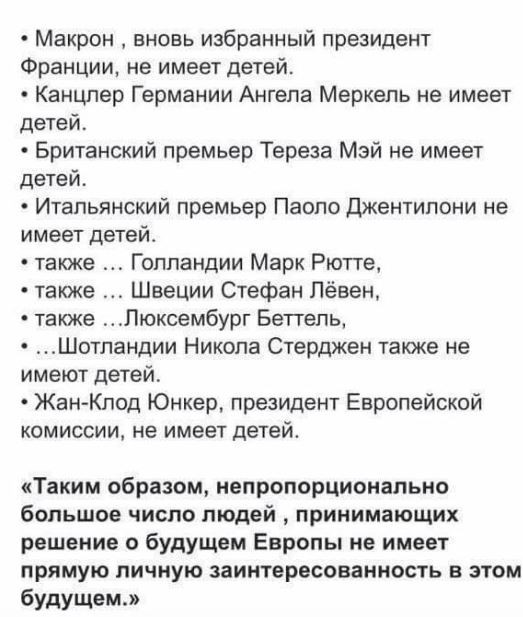 • Макрон , вновь избранный президент
Франции, не имеет детей.
• Канцлер Германии Ангела Меркель не имеет
детей.
• Британский премьер Тереза Мэй не имеет
детей.
• Итальянский премьер Паоло Джентилони не
имеет детей.
• также ... Голландии Марк Рютте,
• также ... Швеции Стефан Лёвен,
• также ...Люксембург Беттель,
• ...Шотландии Никола Стерджен также не
имеют детей.
• Жан-Клод Юнкер, президент Европейской
комиссии, не имеет детей.
«Таким образом, непропорционально
большое число людей , принимающих
решение о будущем Европы не имеет
прямую личную заинтересованность в этом
будущем.»